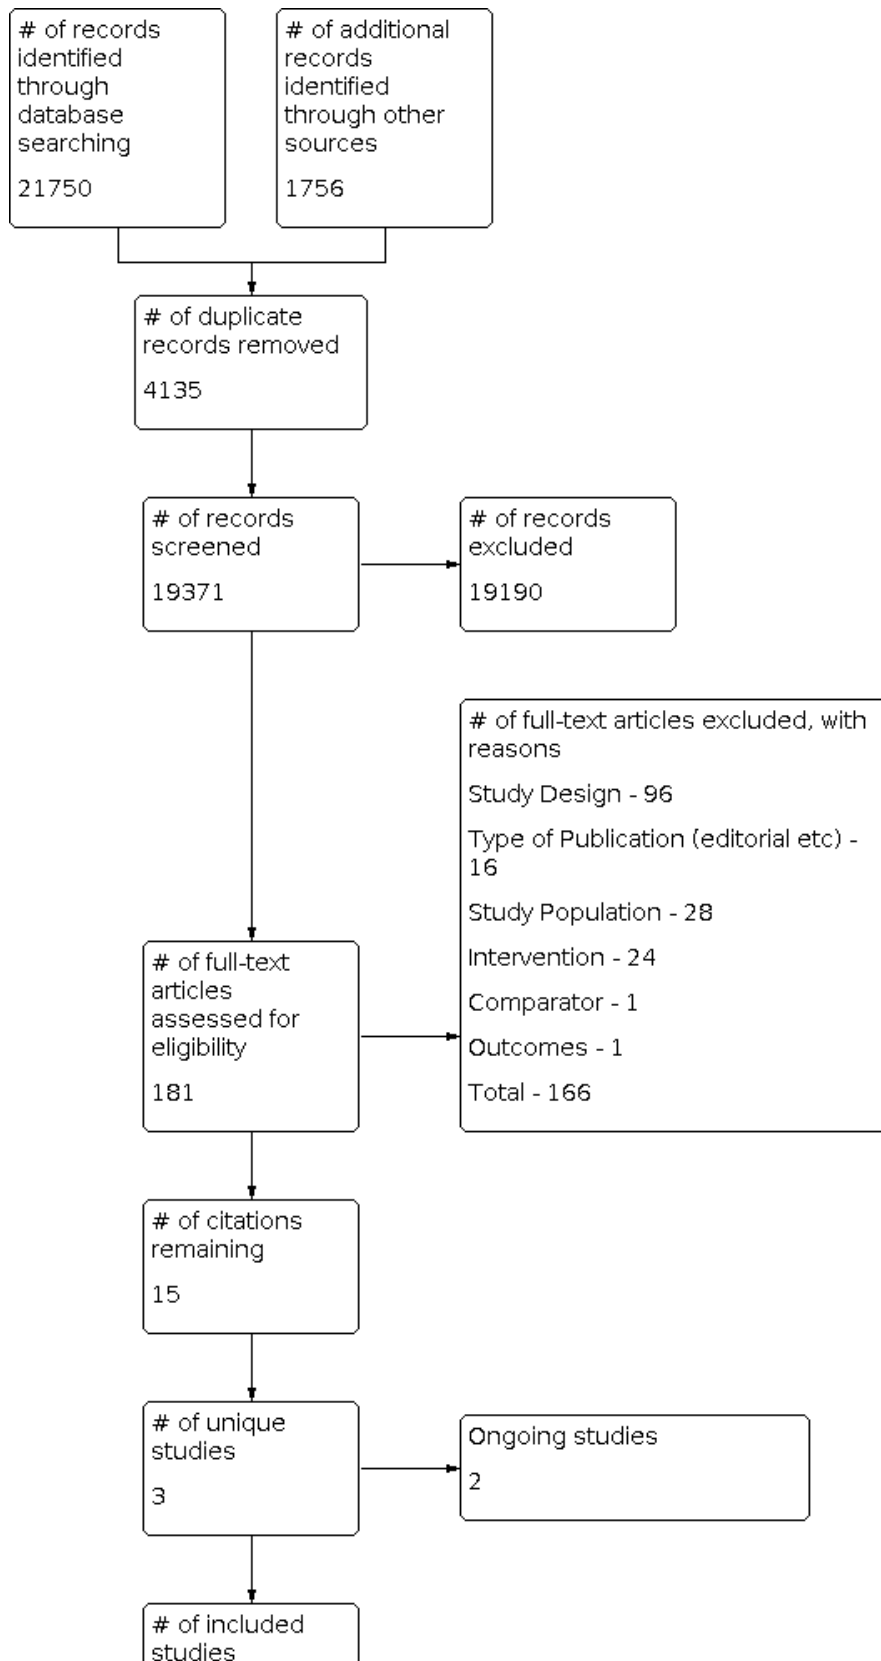 # of records
identified
through
database
searching
21750
# of additional
records
identified
through other
sources
1756
# of duplicate
records removed
4135
# of records
screened
19371
# of records
excluded
19190
# of full-text articles excluded, with
reasons
Study Design - 96
Type of Publication (editorial etc) -
16
Study Population - 28
Intervention - 24
Comparator - 1
Outcomes - 1
Total - 166
# of full-text
articles
assessed for
eligibility
181
# of citations
remaining
15
# of unique
studies
3
Ongoing studies
2
# of included
studies